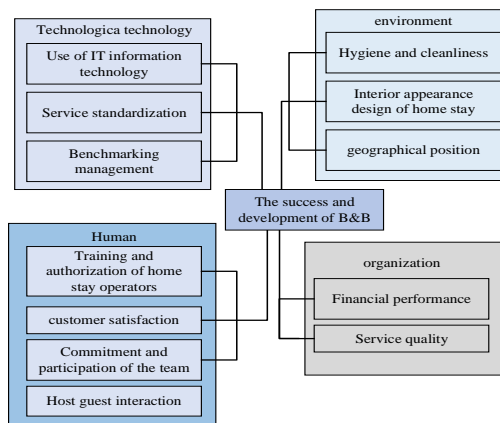 Technologica technology
Use of IT information
technology
Service standardization
Benchmarking
management
environment
Hygiene and cleanliness
Interior appearance
design of home stay
geographical position
The success and
development of B&B
Human
Training and
authorization of home
stay operators
customer satisfaction
Commitment and
participation of the team
Host guest interaction
organization
Financial performance
Service quality